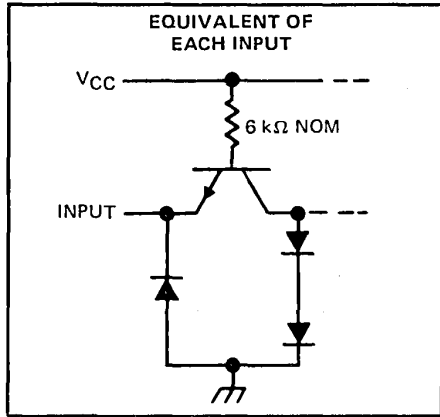 EQUIVALENT OF
EACH INPUT
VCC
6 kΩ NOM
INPUT